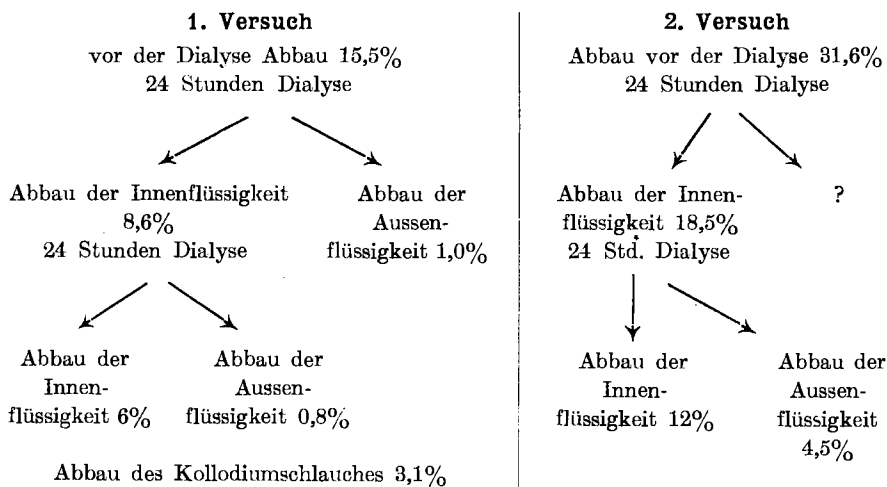 1. Versuch
vor der Dialyse Abbau 15,5%
24 Stunden Dialyse
Abbau der Innenflüssigkeit
8,6%
24 Stunden Dialyse
Abbau der
Aussen-
flüssigkeit 1,0%
Abbau der
Innen-
flüssigkeit 6%
Abbau der
Aussen-
flüssigkeit 0,8%
Abbau des Kollodiumschlauches 3,1%
2. Versuch
Abbau vor der Dialyse 31,6%
24 Stunden Dialyse
Abbau der Innen-
flüssigkeit 18,5%
24 Std. Dialyse
?
Abbau der
Innen-
flüssigkeit 12%
Abbau der
Aussen-
flüssigkeit
4,5%